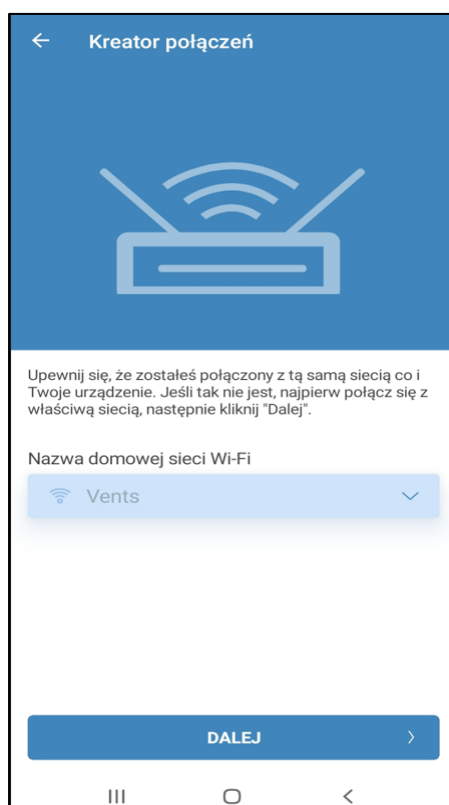 Kreator połączeń
Upewnij się, że zostałeś połączony z tą samą siecią co i
Twoje urządzenie. Jeśli tak nie jest, najpierw połącz się z
właściwą siecią, następnie kliknij "Dalej".
Nazwa domowej sieci Wi-Fi
Vents
DALEJ